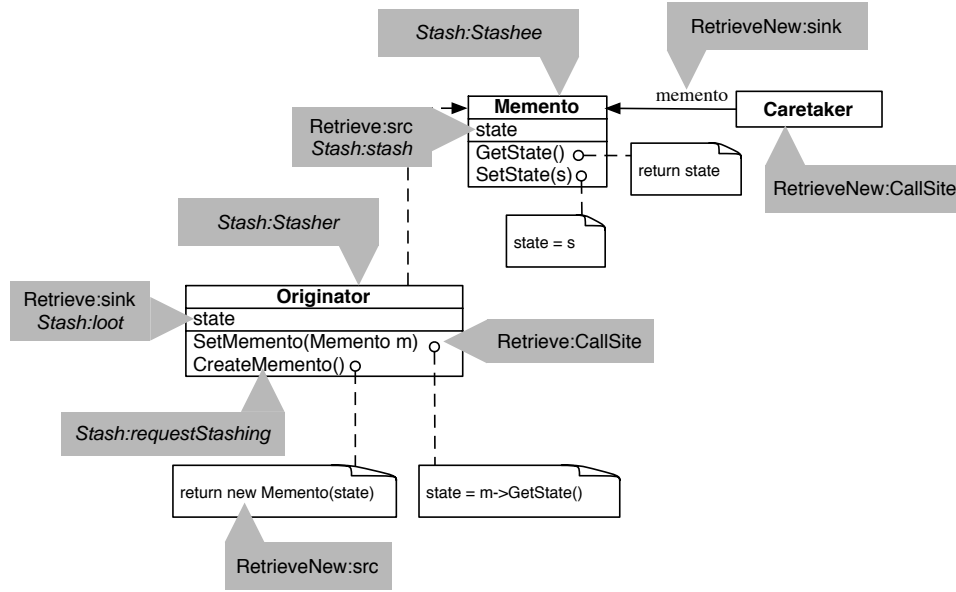 RetrieveNew:sink
Stash:Stashee
memento
Memento
Caretaker
Retrieve:src
Stash:stash
state
GetState()
SetState(s)
return state
RetrieveNew:CallSite
Stash:Stasher
state = s
Retrieve:sink
Stash:loot
Originator
state
SetMemento(Memento m)
CreateMemento()
Retrieve:CallSite
Stash:requestStashing
return new Memento(state)
state = m->GetState()
RetrieveNew:src